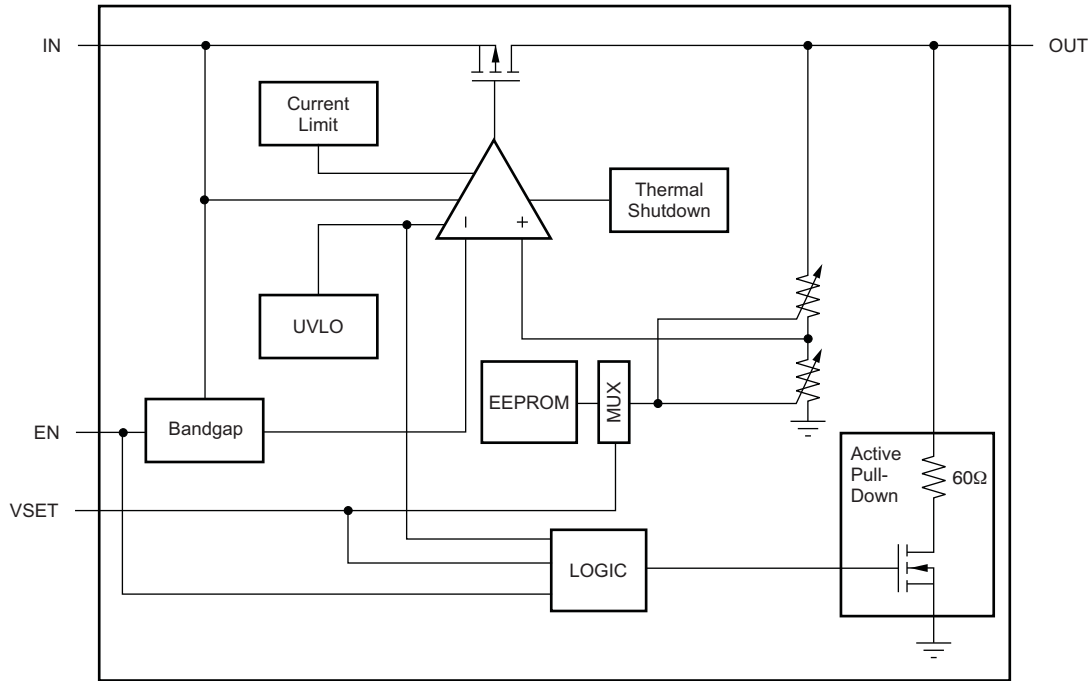 IN
OUT
Current
Limit
Thermal
Shutdown
UVLO
EEPROM
MUX
EN
Bandgap
Active
Pull-
Down
60Ω
VSET
LOGIC